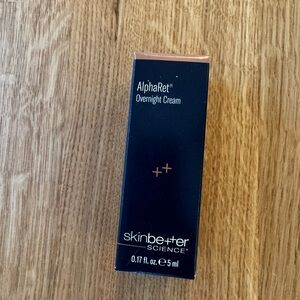 AlphaRet®
Overnight Cream
++
skinbetter
SCIENCE®
0.17 fl. oz. ℮ 5 ml